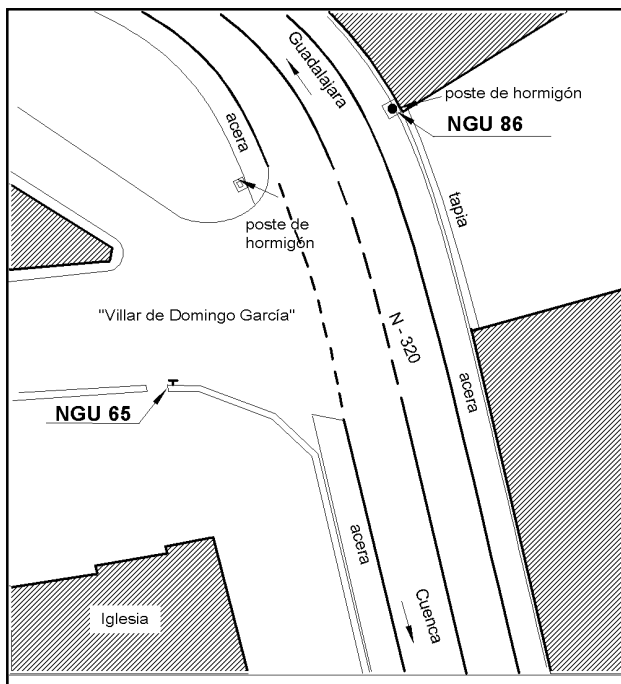 Guadalajara
acera
poste de hormigón
NGU 86
poste de
hormigón
tapia
"Villar de Domingo García"
N - 320
acera
NGU 65
acera
Cuenca
Iglesia